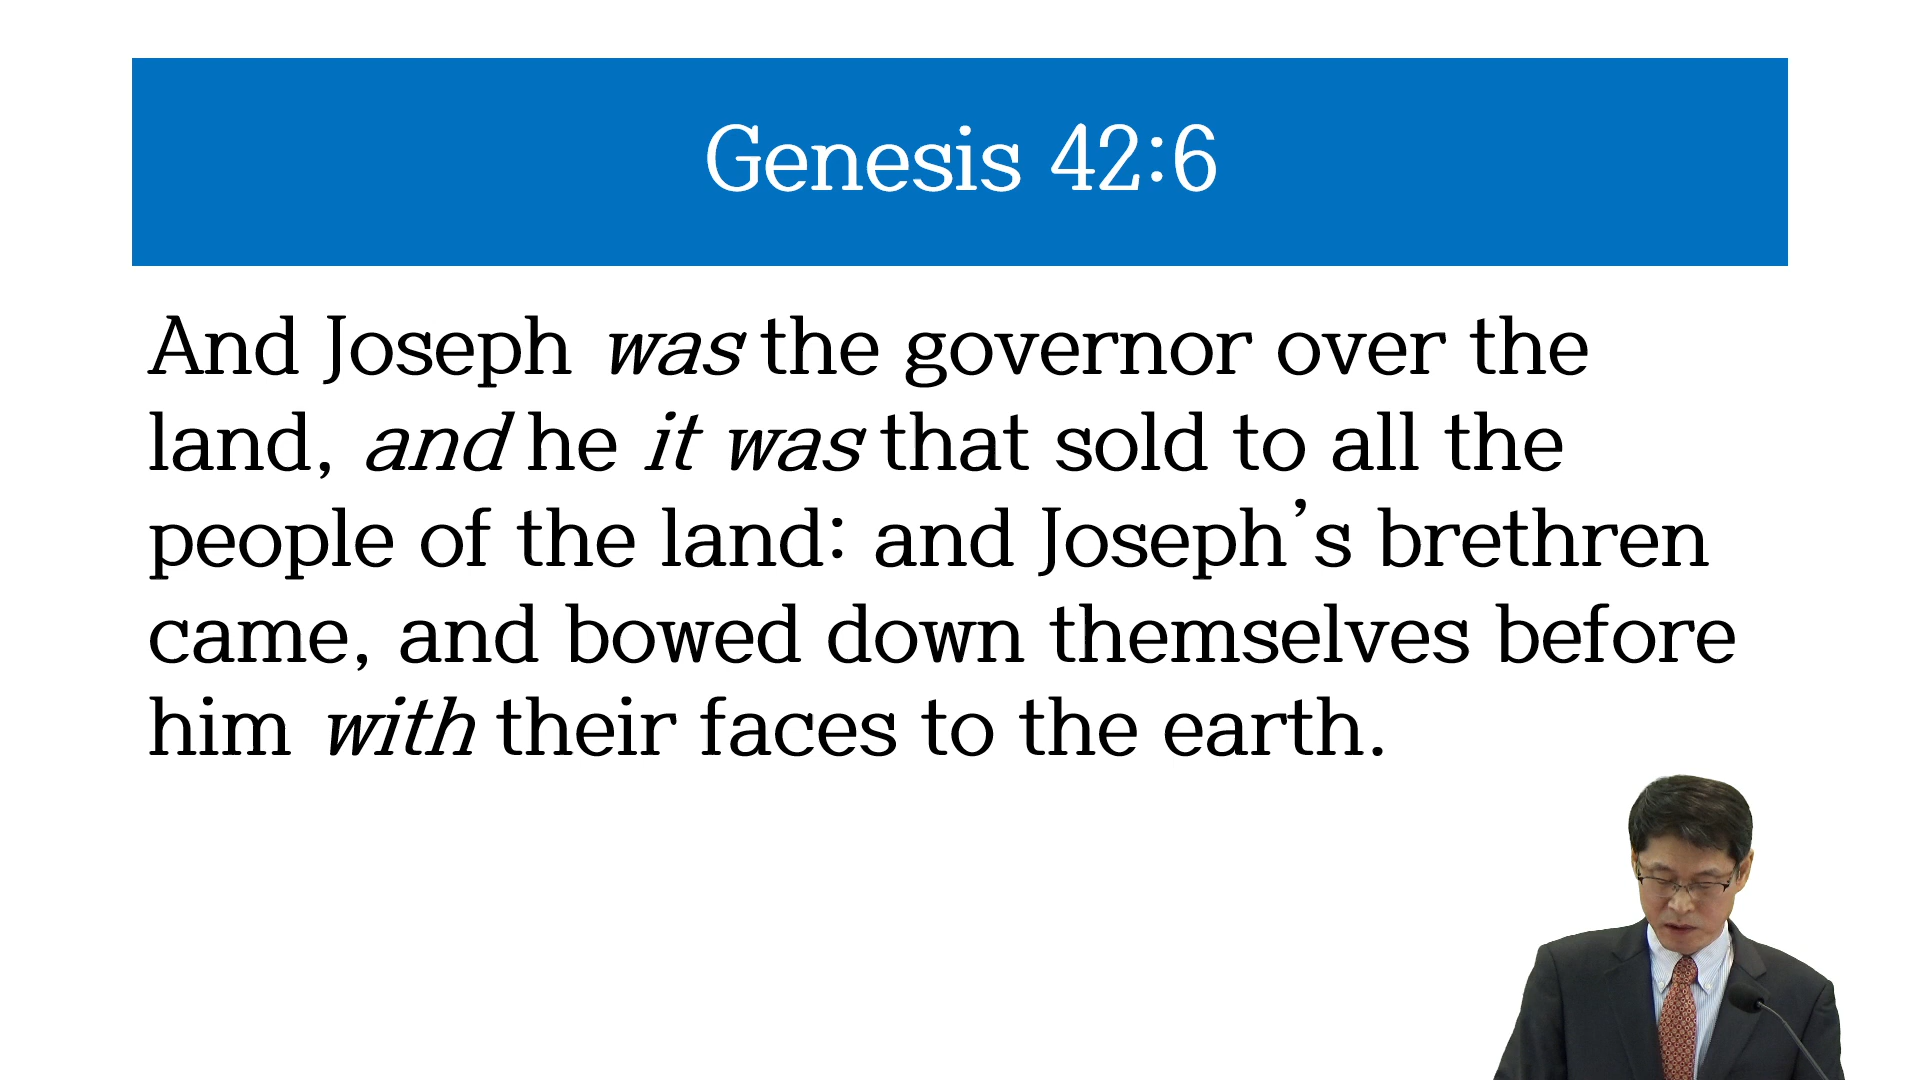 Genesis 42:6
And Joseph was the governor over the
land, and he it was that sold to all the
people of the land: and Joseph’s brethren
came, and bowed down themselves before
him with their faces to the earth.